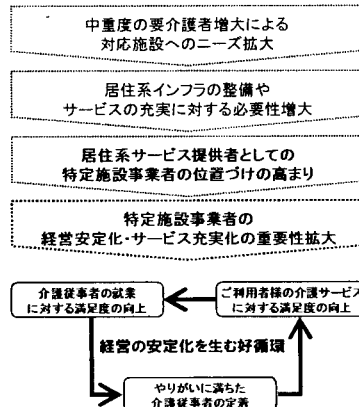 中重度の要介護者増大による
対応施設へのニーズ拡大
居住系インフラの整備や
サービスの充実に対する必要性増大
居住系サービス提供者としての
特定施設事業者の位置づけの高まり
特定施設事業者の
経営安定化・サービス充実化の重要性拡大
介護従事者の就業
に対する満足度の向上
ご利用者様の介護サービス
に対する満足度の向上
経営の安定化を生む好循環
やりがいに満ちた
介護従事者の定着